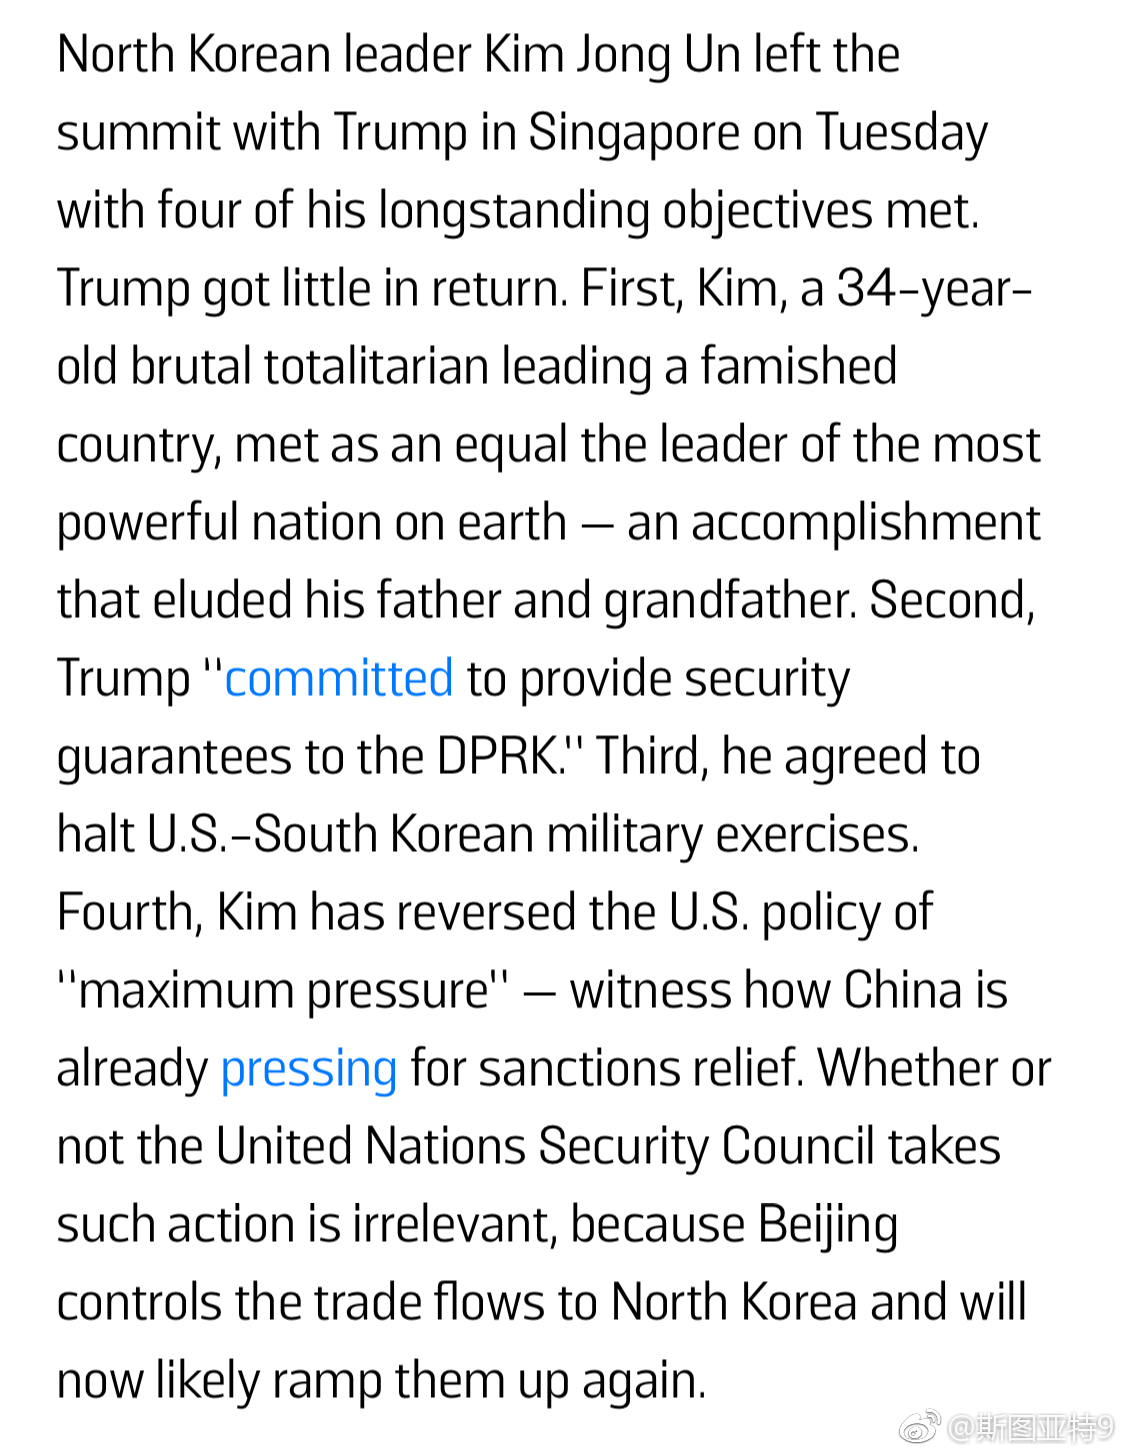 North Korean leader Kim Jong Un left the
summit with Trump in Singapore on Tuesday
with four of his longstanding objectives met.
Trump got little in return. First, Kim, a 34-year-
old brutal totalitarian leading a famished
country, met as an equal the leader of the most
powerful nation on earth — an accomplishment
that eluded his father and grandfather. Second,
Trump "committed to provide security
guarantees to the DPRK." Third, he agreed to
halt U.S.-South Korean military exercises.
Fourth, Kim has reversed the U.S. policy of
"maximum pressure" — witness how China is
already pressing for sanctions relief. Whether or
not the United Nations Security Council takes
such action is irrelevant, because Beijing
controls the trade flows to North Korea and will
now likely ramp them up again.
@斯图亚特9